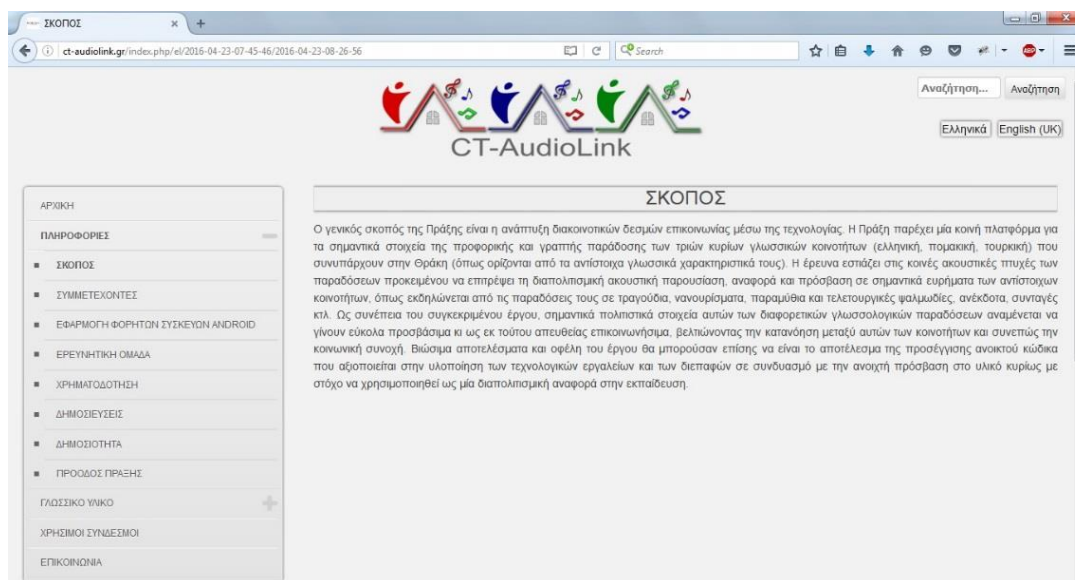 ΣΚΟΠΟΣ
ct-audiolink.gr/index.php/el/2016-04-23-07-45-46/2016-04-23-08-26-56
Search
ABP
CT-AudioLink
Αναζήτηση...
Αναζήτηση
Ελληνικά
English (UK)
ΑΡΧΙΚΗ
ΠΛΗΡΟΦΟΡΙΕΣ
ΣΚΟΠΟΣ
ΣΥΜΜΕΤΕΧΟΝΤΕΣ
ΕΦΑΡΜΟΓΗ ΦΟΡΗΤΩΝ ΣΥΣΚΕΥΩΝ ANDROID
ΕΡΕΥΝΗΤΙΚΗ ΟΜΑΔΑ
ΧΡΗΜΑΤΟΔΟΤΗΣΗ
ΔΗΜΟΣΙΕΥΣΕΙΣ
ΔΗΜΟΣΙΟΤΗΤΑ
ΠΡΟΟΔΟΣ ΠΡΑΞΗΣ
ΓΛΩΣΣΙΚΟ ΥΛΙΚΟ
ΧΡΗΣΙΜΟΙ ΣΥΝΔΕΣΜΟΙ
ΕΠΙΚΟΙΝΩΝΙΑ
ΣΚΟΠΟΣ
Ο γενικός σκοπός της Πράξης είναι η ανάπτυξη διακοινοτικών δεσμών επικοινωνίας μέσω της τεχνολογίας. Η Πράξη παρέχει μία κοινή πλατφόρμα για
τα σημαντικά στοιχεία της προφορικής και γραπτής παράδοσης των τριών κυρίων γλωσσικών κοινοτήτων (ελληνική, πομακική, τουρκική) που
συνυπάρχουν στην Θράκη (όπως ορίζονται από τα αντίστοιχα γλωσσικά χαρακτηριστικά τους). Η έρευνα εστιάζει στις κοινές ακουστικές πτυχές των
παραδόσεων προκειμένου να επιτρέψει τη διαπολιτισμική ακουστική παρουσίαση, αναφορά και πρόσβαση σε σημαντικά ευρήματα των αντίστοιχων
κοινοτήτων, όπως εκδηλώνεται από τις παραδόσεις τους σε τραγούδια, νανουρίσματα, παραμύθια και τελετουργικές ψαλμωδίες, ανέκδοτα, συνταγές
κτλ. Ως συνέπεια του συγκεκριμένου έργου, σημαντικά πολιτιστικά στοιχεία αυτών των διαφορετικών γλωσσολογικών παραδόσεων αναμένεται να
γίνουν εύκολα προσβάσιμα κι ως εκ τούτου απευθείας επικοινωνήσιμα, βελτιώνοντας την κατανόηση μεταξύ αυτών των κοινοτήτων και συνεπώς την
κοινωνική συνοχή. Βιώσιμα αποτελέσματα και οφέλη του έργου θα μπορούσαν επίσης να είναι το αποτέλεσμα της προσέγγισης ανοικτού κώδικα
που αξιοποιείται στην υλοποίηση των τεχνολογικών εργαλείων και των διεπαφών σε συνδυασμό με την ανοιχτή πρόσβαση στο υλικό κυρίως με
στόχο να χρησιμοποιηθεί ως μία διαπολιτισμική αναφορά στην εκπαίδευση.